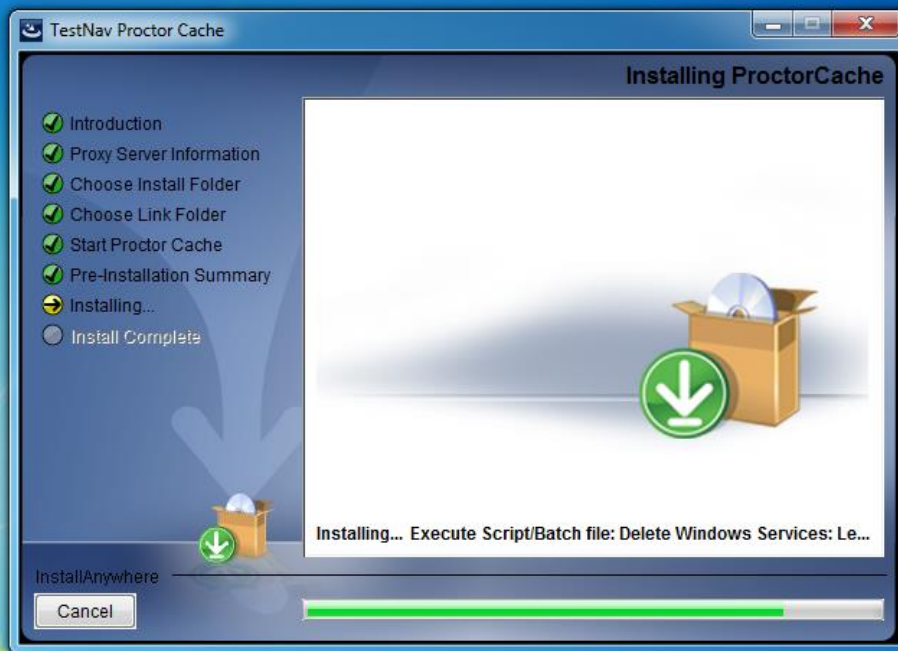 TestNav Proctor Cache
Installing ProctorCache
Introduction
Proxy Server Information
Choose Install Folder
Choose Link Folder
Start Proctor Cache
Pre-Installation Summary
Installing...
Install Complete
Installing... Execute Script/Batch file: Delete Windows Services: Le...
InstallAnywhere
Cancel